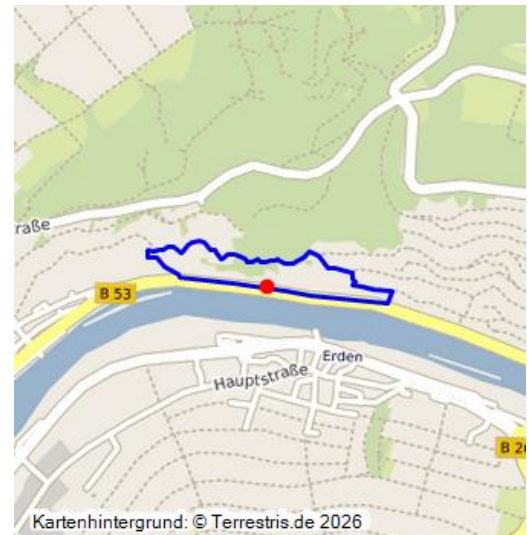 raße
B 53
Erden
Hauptstraße
B 2
Kartenhintergrund: © Terrestris.de 2026